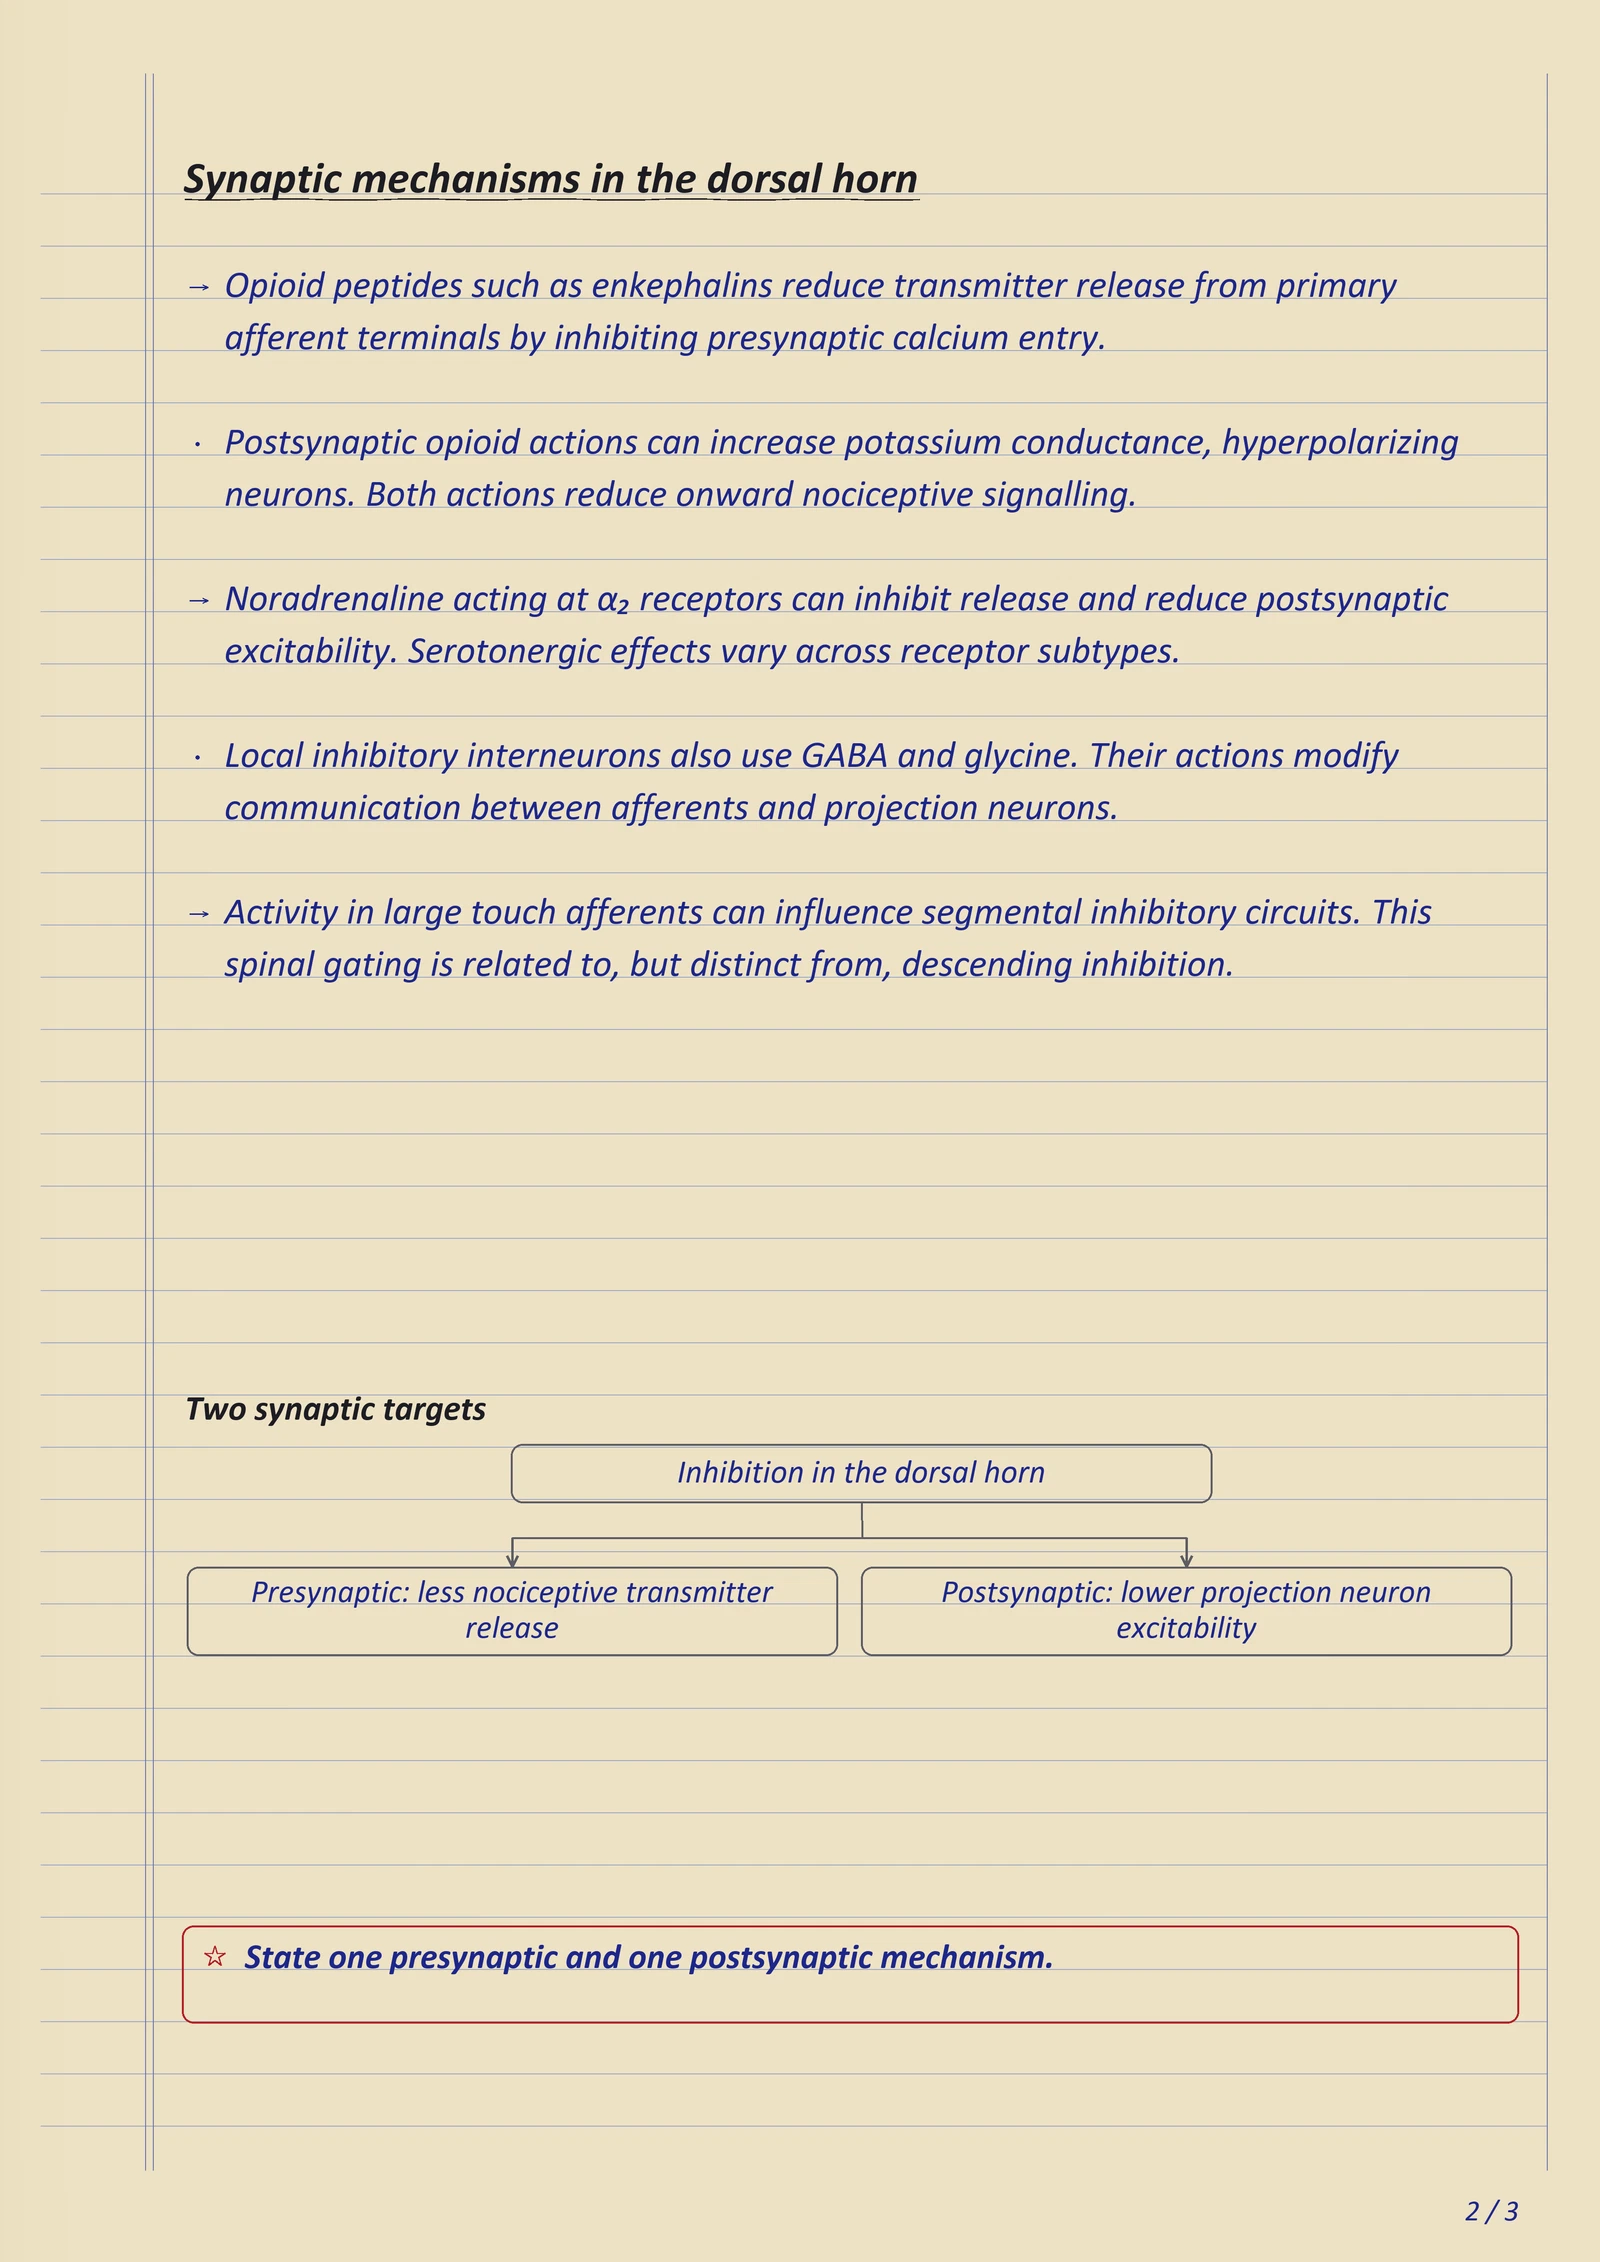 Synaptic mechanisms in the dorsal horn
→ Opioid peptides such as enkephalins reduce transmitter release from primary
afferent terminals by inhibiting presynaptic calcium entry.
· Postsynaptic opioid actions can increase potassium conductance, hyperpolarizing
neurons. Both actions reduce onward nociceptive signalling.
→ Noradrenaline acting at α₂ receptors can inhibit release and reduce postsynaptic
excitability. Serotonergic effects vary across receptor subtypes.
· Local inhibitory interneurons also use GABA and glycine. Their actions modify
communication between afferents and projection neurons.
→ Activity in large touch afferents can influence segmental inhibitory circuits. This
spinal gating is related to, but distinct from, descending inhibition.
Two synaptic targets
Inhibition in the dorsal horn
Presynaptic: less nociceptive transmitter
release
Postsynaptic: lower projection neuron
excitability
☆ State one presynaptic and one postsynaptic mechanism.
2 / 3